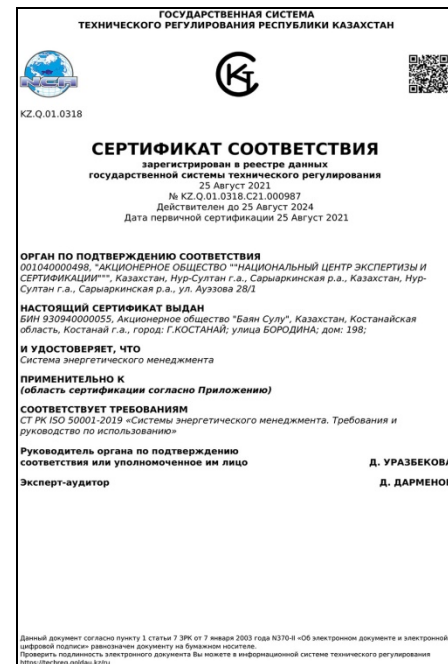 ГОСУДАРСТВЕННАЯ СИСТЕМА
ТЕХНИЧЕСКОГО РЕГУЛИРОВАНИЯ РЕСПУБЛИКИ КАЗАХСТАН
KZ.Q.01.0318
СЕРТИФИКАТ СООТВЕТСТВИЯ
зарегистрирован в реестре данных
государственной системы технического регулирования
25 Август 2021
№ KZ.Q.01.0318.C21.000987
Действителен до 25 Август 2024
Дата первичной сертификации 25 Август 2021
ОРГАН ПО ПОДТВЕРЖДЕНИЮ СООТВЕТСТВИЯ
001040000498, "АКЦИОНЕРНОЕ ОБЩЕСТВО ""НАЦИОНАЛЬНЫЙ ЦЕНТР ЭКСПЕРТИЗЫ И
СЕРТИФИКАЦИИ""", Казахстан, Нур-Султан г.а., Сарыаркинская р.а., Казахстан, Нур-
Султан г.а., Сарыаркинская р.а., ул. Ауэзова 28/1
НАСТОЯЩИЙ СЕРТИФИКАТ ВЫДАН
БИН 930940000055, Акционерное общество "Баян Сулу", Казахстан, Костанайская
область, Костанай г.а., город: Г.КОСТАНАЙ; улица БОРОДИНА; дом: 198;
И УДОСТОВЕРЯЕТ, ЧТО
Система энергетического менеджмента
ПРИМЕНИТЕЛЬНО К
(область сертификации согласно Приложению)
СООТВЕТСТВУЕТ ТРЕБОВАНИЯМ
СТ РК ISO 50001-2019 «Системы энергетического менеджмента. Требования и
руководство по использованию»
Руководитель органа по подтверждению
соответствия или уполномоченное им лицо Д. УРАЗБЕКОВА
Эксперт-аудитор Д. ДАРМЕНОВ
Данный документ согласно пункту 1 статьи 7 ЗРК от 7 января 2003 года N370-II «Об электронном документе и электронной
цифровой подписи» равнозначен документу на бумажном носителе.
Проверить подлинность электронного документа Вы можете в информационной системе технического регулирования
https://techreg.qoldau.kz/ru